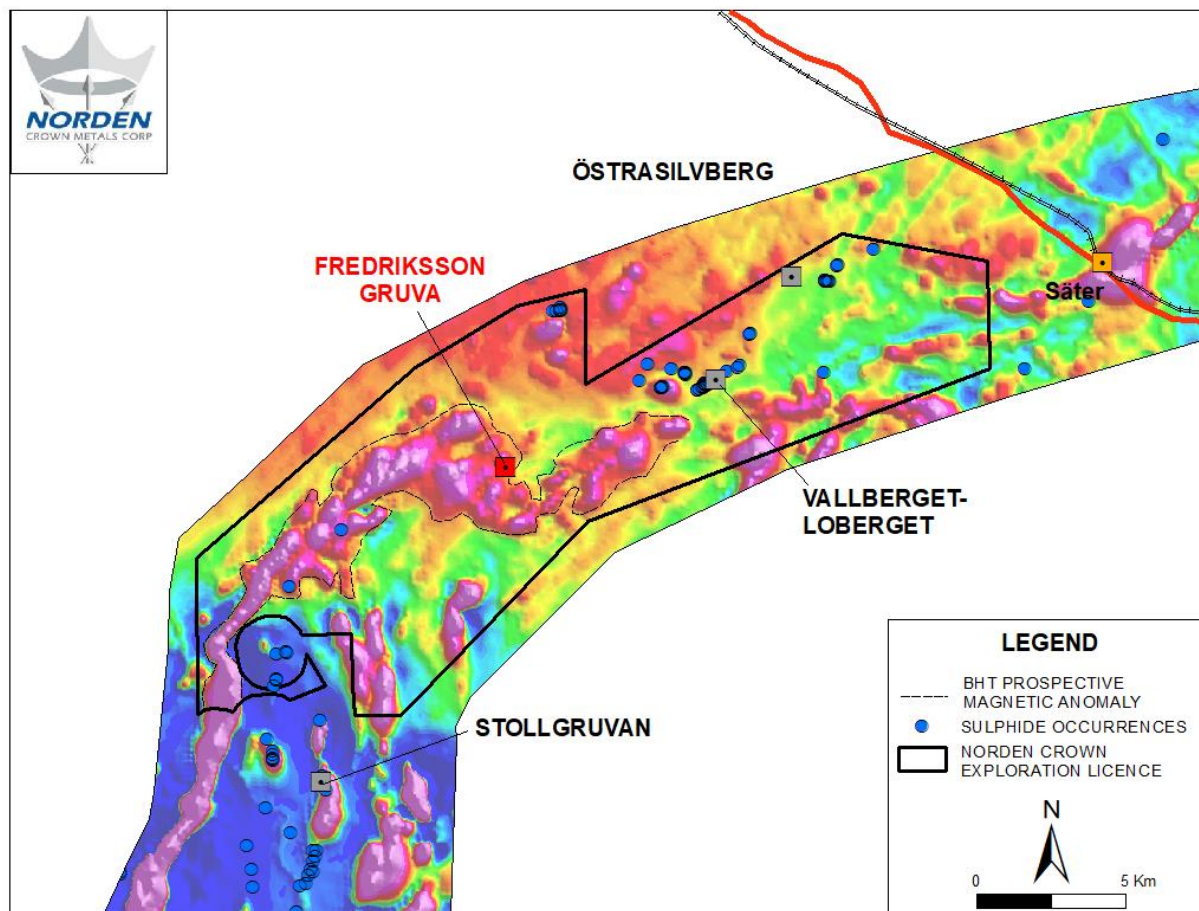 NORDEN
CROWN METALS CORP
ÖSTRASILVBERG
FREDRIKSSON
GRUVA
Säter
VALLBERGET-
LOBERGET
STOLLGRUVAN
LEGEND
BHT PROSPECTIVE
MAGNETIC ANOMALY
SULPHIDE OCCURRENCES
NORDEN CROWN
EXPLORATION LICENCE
N
0 5 Km